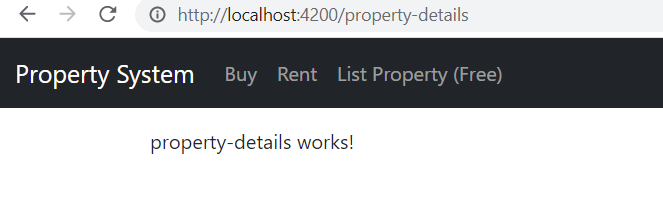 http://localhost:4200/property-details
Property System Buy Rent List Property (Free)
property-details works!